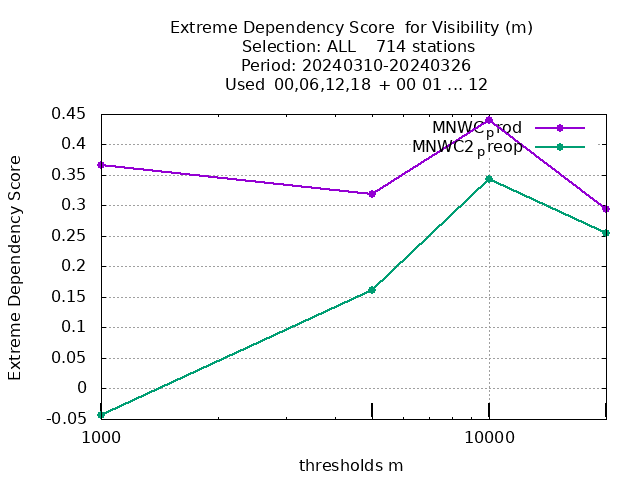 Extreme Dependency Score for Visibility (m)
Selection: ALL 714 stations
Period: 20240310-20240326
Used 00,06,12,18 + 00 01 ... 12
0.45
0.4
0.35
0.3
0.25
0.2
0.15
0.1
0.05
0
-0.05
Extreme Dependency Score
MNWC_prod
MNWC2_preop
1000
10000
thresholds m